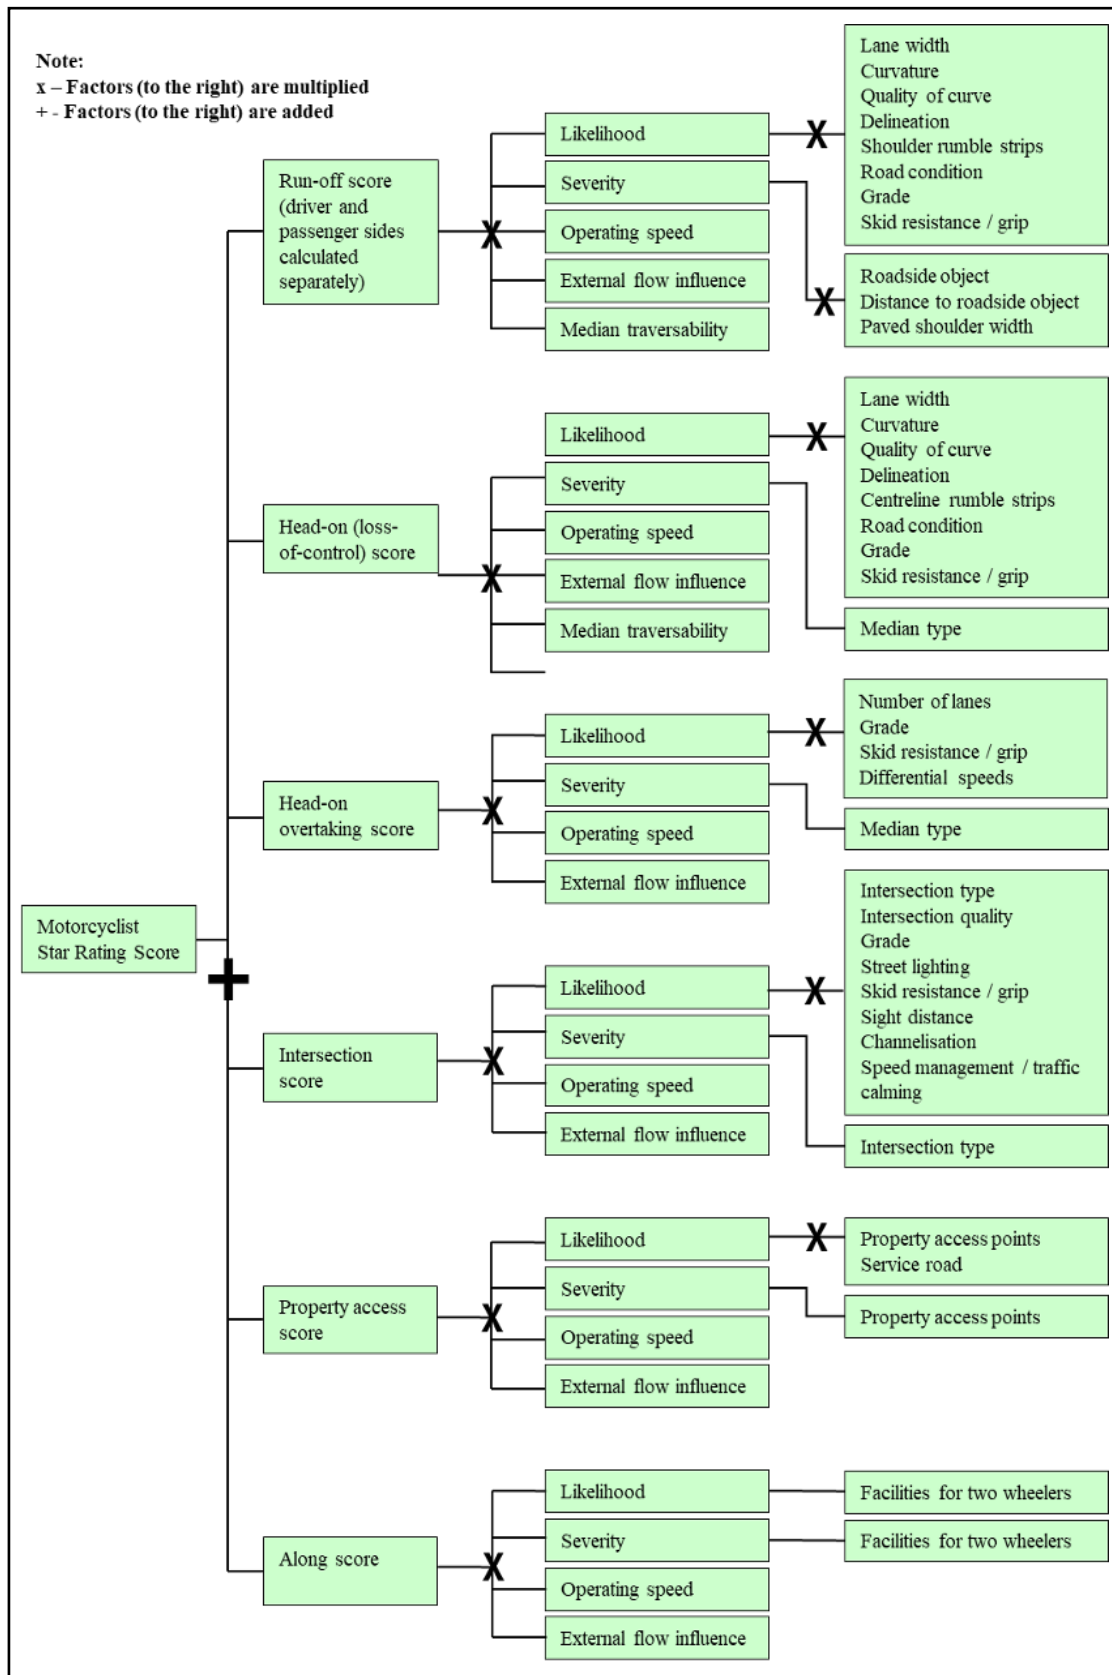 Note:
x – Factors (to the right) are multiplied
+ - Factors (to the right) are added
Motorcyclist
Star Rating Score
+
Run-off score
(driver and
passenger sides
calculated
separately)
X
Likelihood
X
Lane width
Curvature
Quality of curve
Delineation
Shoulder rumble strips
Road condition
Grade
Skid resistance / grip
Severity
X
Roadside object
Distance to roadside object
Paved shoulder width
Operating speed
External flow influence
Median traversability
Head-on (loss-
of-control) score
X
Likelihood
X
Lane width
Curvature
Quality of curve
Delineation
Centreline rumble strips
Road condition
Grade
Skid resistance / grip
Severity
Median type
Operating speed
External flow influence
Median traversability
Head-on
overtaking score
X
Likelihood
X
Number of lanes
Grade
Skid resistance / grip
Differential speeds
Severity
Median type
Operating speed
External flow influence
Intersection
score
X
Likelihood
X
Intersection type
Intersection quality
Grade
Street lighting
Skid resistance / grip
Sight distance
Channelisation
Speed management / traffic
calming
Severity
Intersection type
Operating speed
External flow influence
Property access
score
X
Likelihood
X
Property access points
Service road
Severity
Property access points
Operating speed
External flow influence
Along score
X
Likelihood
Facilities for two wheelers
Severity
Facilities for two wheelers
Operating speed
External flow influence